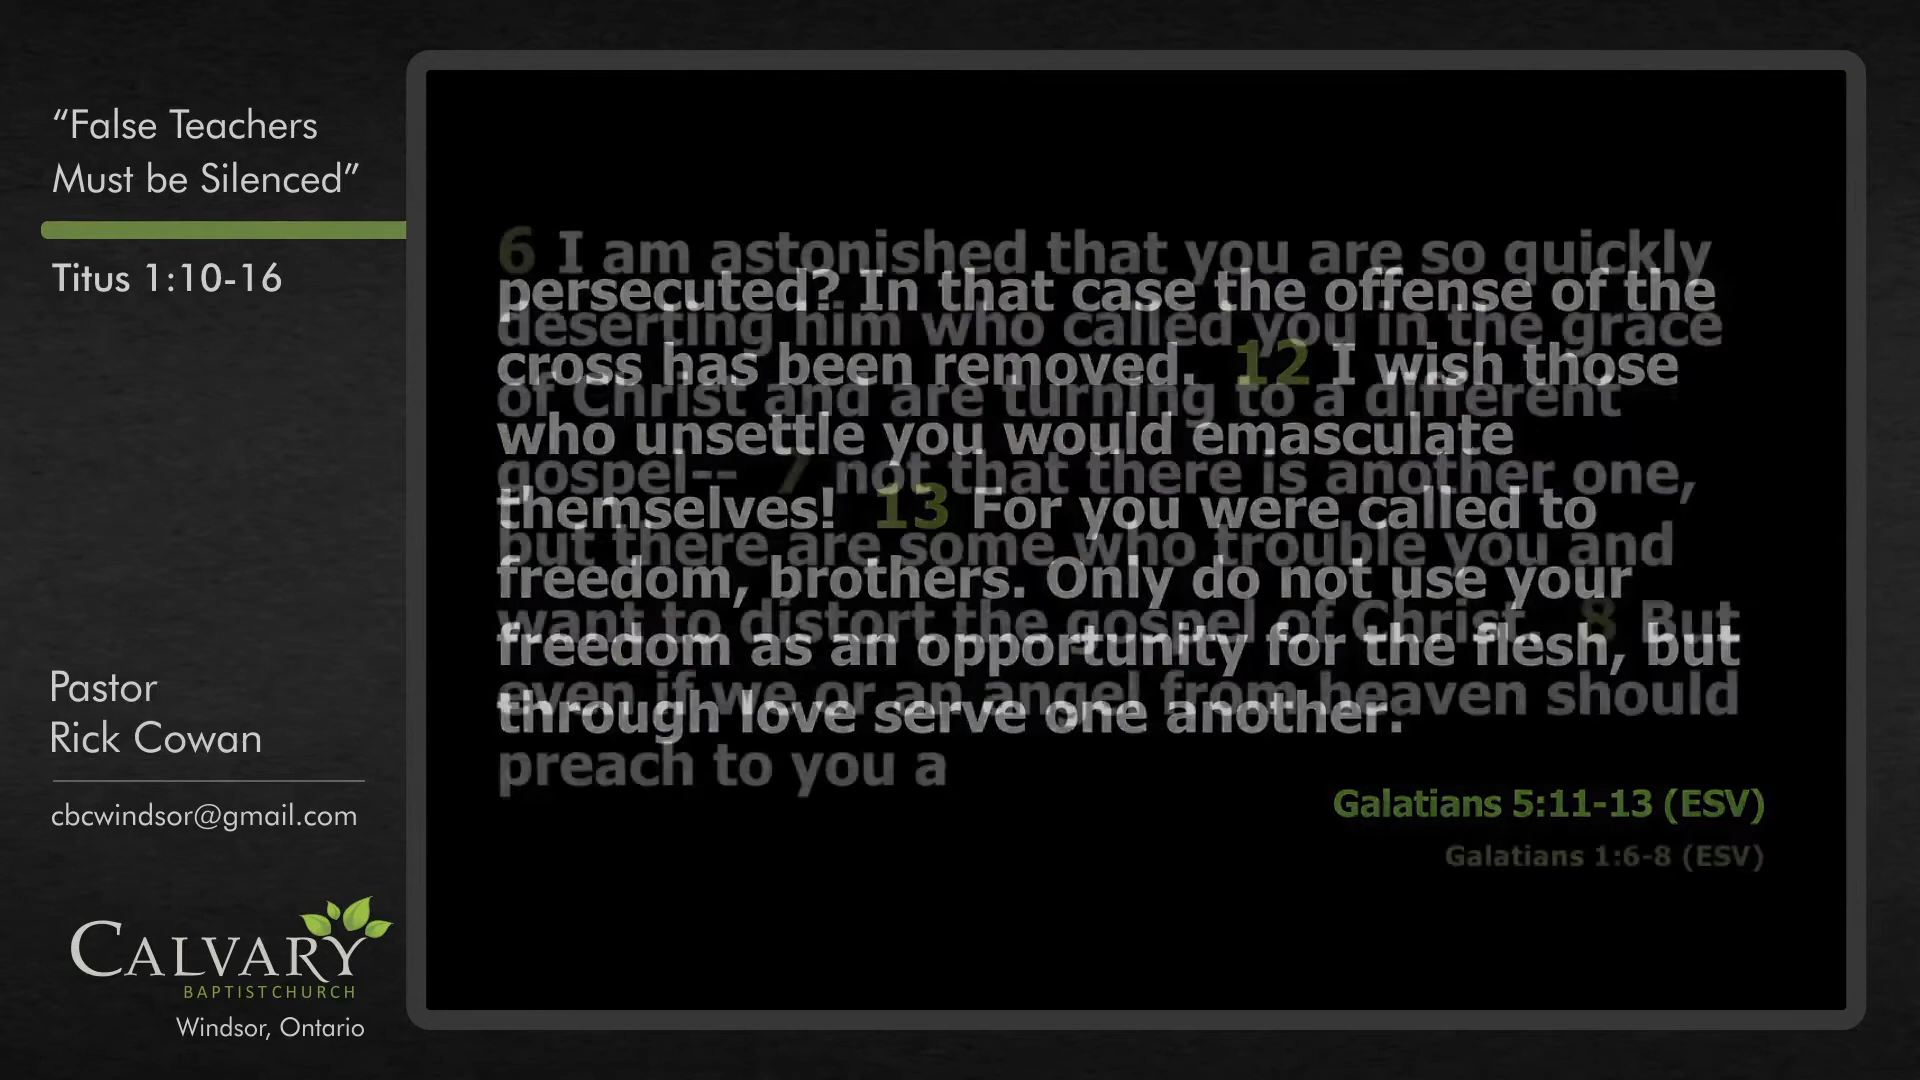 “False Teachers
Must be Silenced”
Titus 1:10-16
Pastor
Rick Cowan
cbcwindsor@gmail.com
CALVARY
BAPTISTCHURCH
Windsor, Ontario
6 I am astonished that you are so quickly
deserting him who called you in the grace
of Christ and are turning to a different
gospel-- 7 not that there is another one,
but there are some who trouble you and
want to distort the gospel of Christ. 8 But
even if we or an angel from heaven should
preach to you a
Galatians 1:6-8 (ESV)
persecuted? In that case the offense of the
cross has been removed. 12 I wish those
who unsettle you would emasculate
themselves! 13 For you were called to
freedom, brothers. Only do not use your
freedom as an opportunity for the flesh, but
through love serve one another.
Galatians 5:11-13 (ESV)